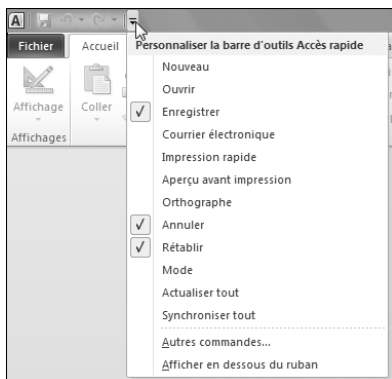 A
Fichier Accueil Personnaliser la barre d'outils Accès rapide
Nouveau
Ouvrir
Affichage Coller Enregistrer
Courrier électronique
Affichages Impression rapide
Aperçu avant impression
Orthographe
Annuler
Rétablir
Mode
Actualiser tout
Synchroniser tout
Autres commandes...
Afficher en dessous du ruban